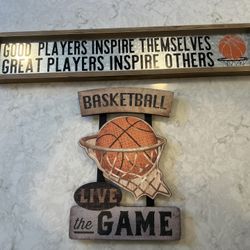 GOOD PLAYERS INSPIRE THEMSELVES
GREAT PLAYERS INSPIRE OTHERS
BASKETBALL
LIVE
the GAME